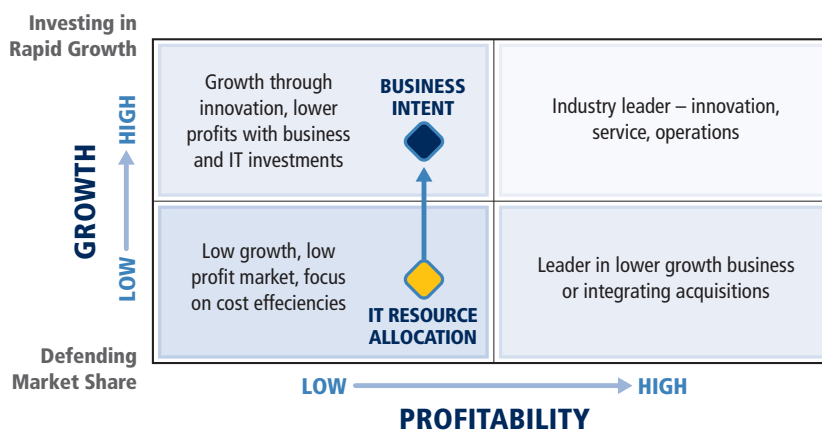 Investing in
Rapid Growth
Growth through
innovation, lower
profits with business
and IT investments
BUSINESS
INTENT
Industry leader – innovation,
service, operations
GROWTH
HIGH
LOW
Low growth, low
profit market, focus
on cost effeciencies
IT RESOURCE
ALLOCATION
Leader in lower growth business
or integrating acquisitions
Defending
Market Share
LOW
HIGH
PROFITABILITY